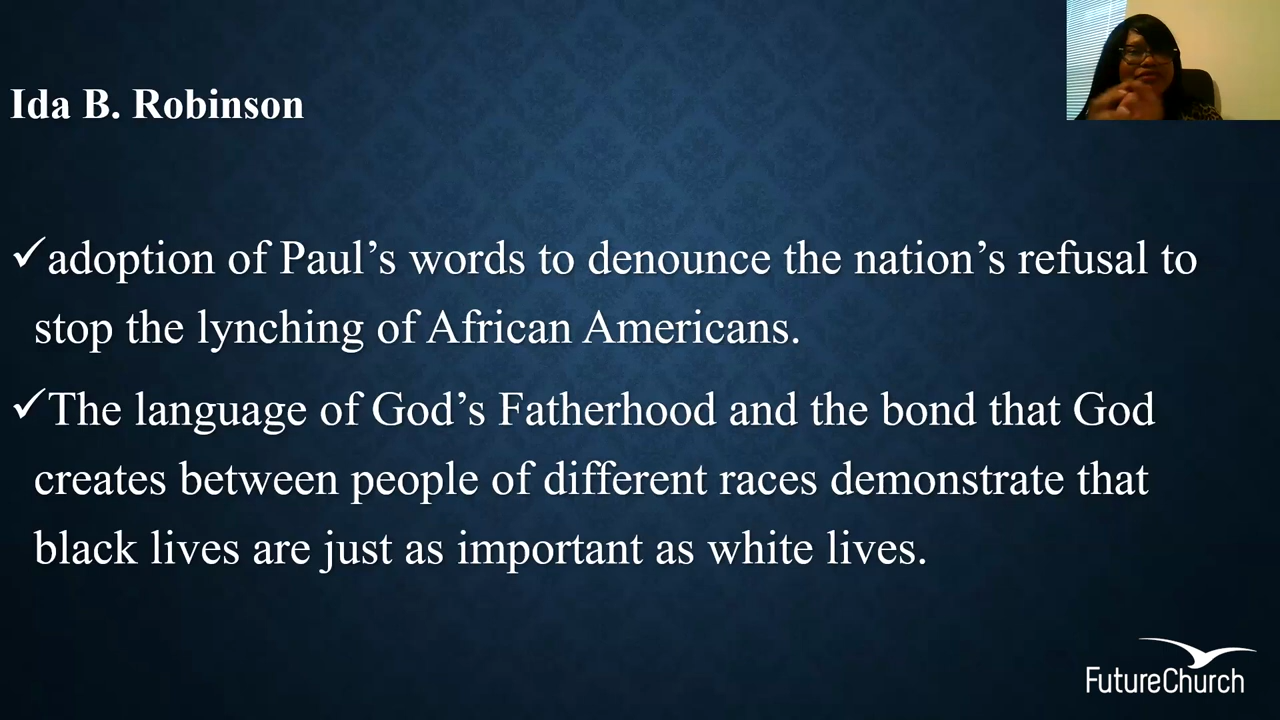 Ida B. Robinson
✓adoption of Paul’s words to denounce the nation’s refusal to
stop the lynching of African Americans.
✓The language of God’s Fatherhood and the bond that God
creates between people of different races demonstrate that
black lives are just as important as white lives.
FutureChurch